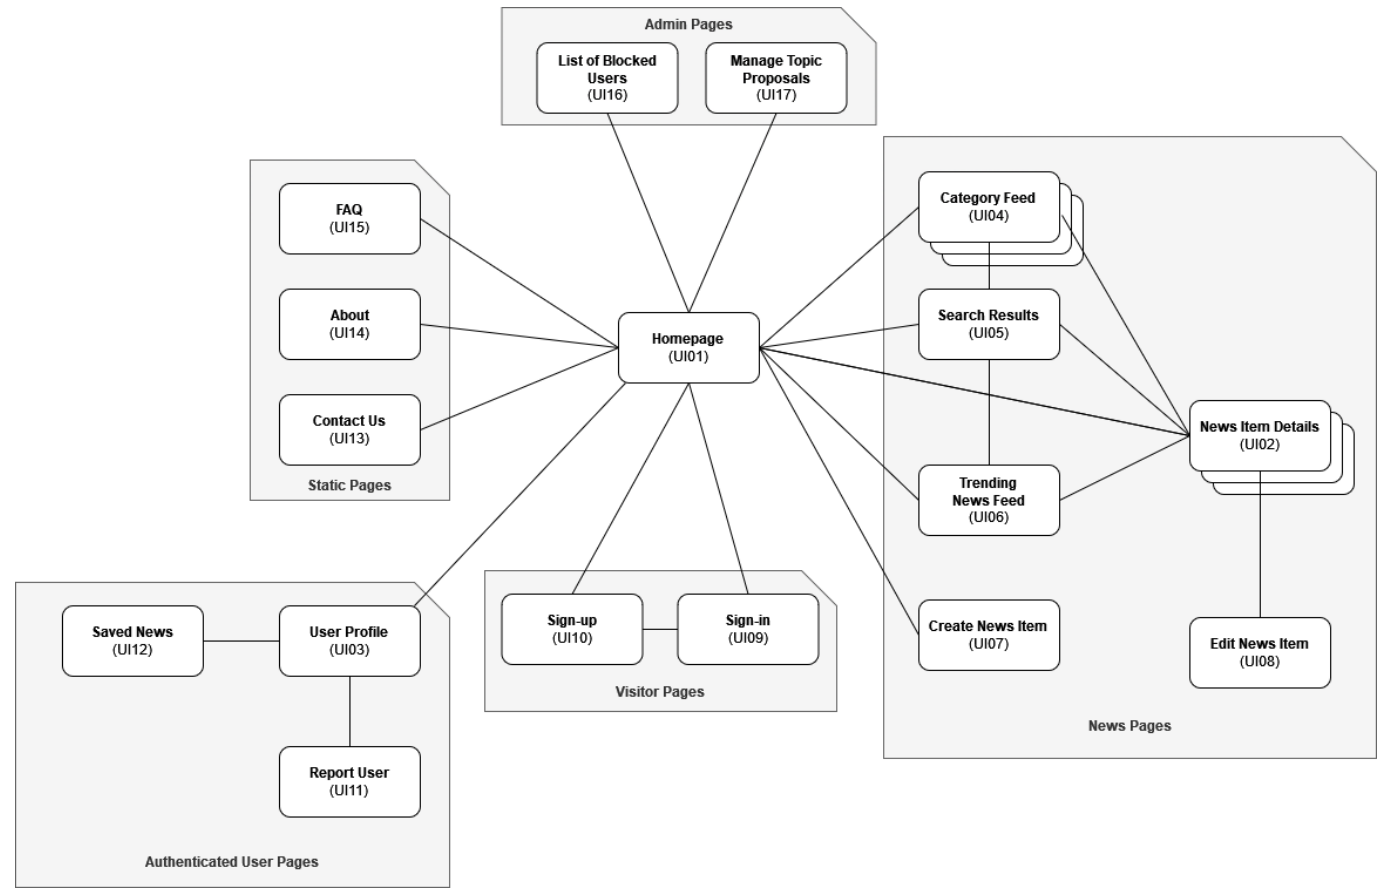 Admin Pages
List of Blocked
Users
(UI16)
Manage Topic
Proposals
(UI17)
FAQ
(UI15)
About
(UI14)
Contact Us
(UI13)
Static Pages
Homepage
(UI01)
Category Feed
(UI04)
Search Results
(UI05)
News Item Details
(UI02)
Trending
News Feed
(UI06)
Create News Item
(UI07)
Edit News Item
(UI08)
News Pages
Sign-up
(UI10)
Sign-in
(UI09)
Visitor Pages
Saved News
(UI12)
User Profile
(UI03)
Report User
(UI11)
Authenticated User Pages